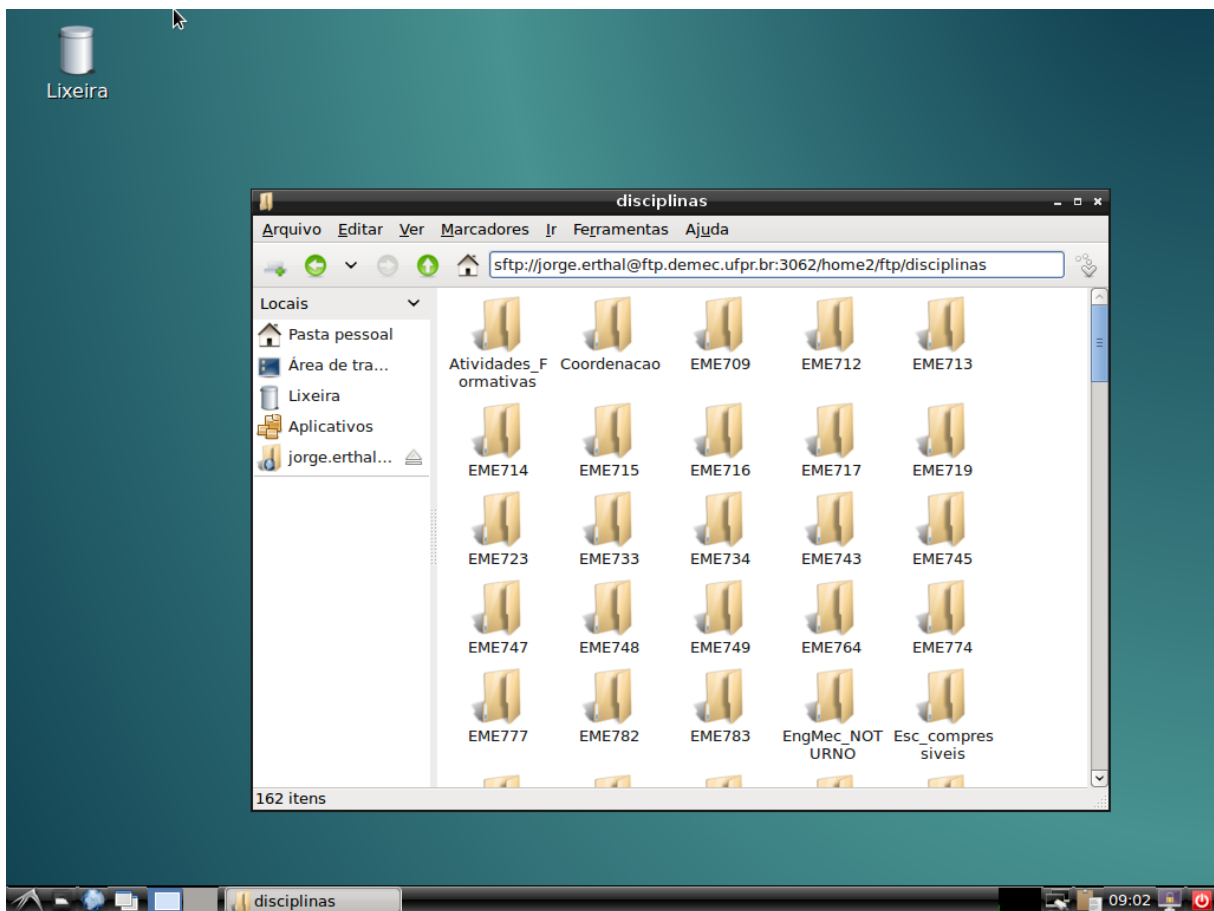 Lixeira
disciplinas
Arquivo Editar Ver Marcadores Ir Ferramentas Ajuda
sftp://jorge.erthal@ftp.demec.ufpr.br:3062/home2/ftp/disciplinas
Locais
Pasta pessoal
Área de tra...
Lixeira
Aplicativos
jorge.erthal...
Atividades_F
ormativas
Coordenacao
EME709
EME712
EME713
EME714
EME715
EME716
EME717
EME719
EME723
EME733
EME734
EME743
EME745
EME747
EME748
EME749
EME764
EME774
EME777
EME782
EME783
EngMec_NOT
URNO
Esc_compres
siveis
162 itens
disciplinas
09:02